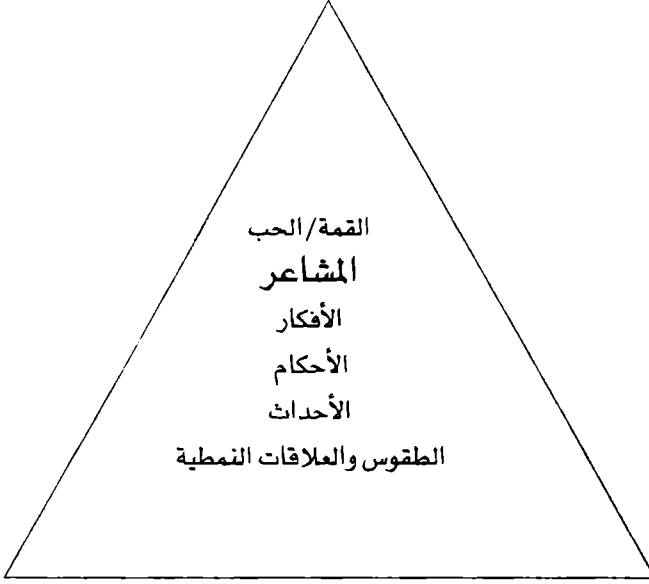 القمة/الحب
المشاعر
الأفكار
الأحكام
الأحداث
الطقوس والعلاقات النمطية